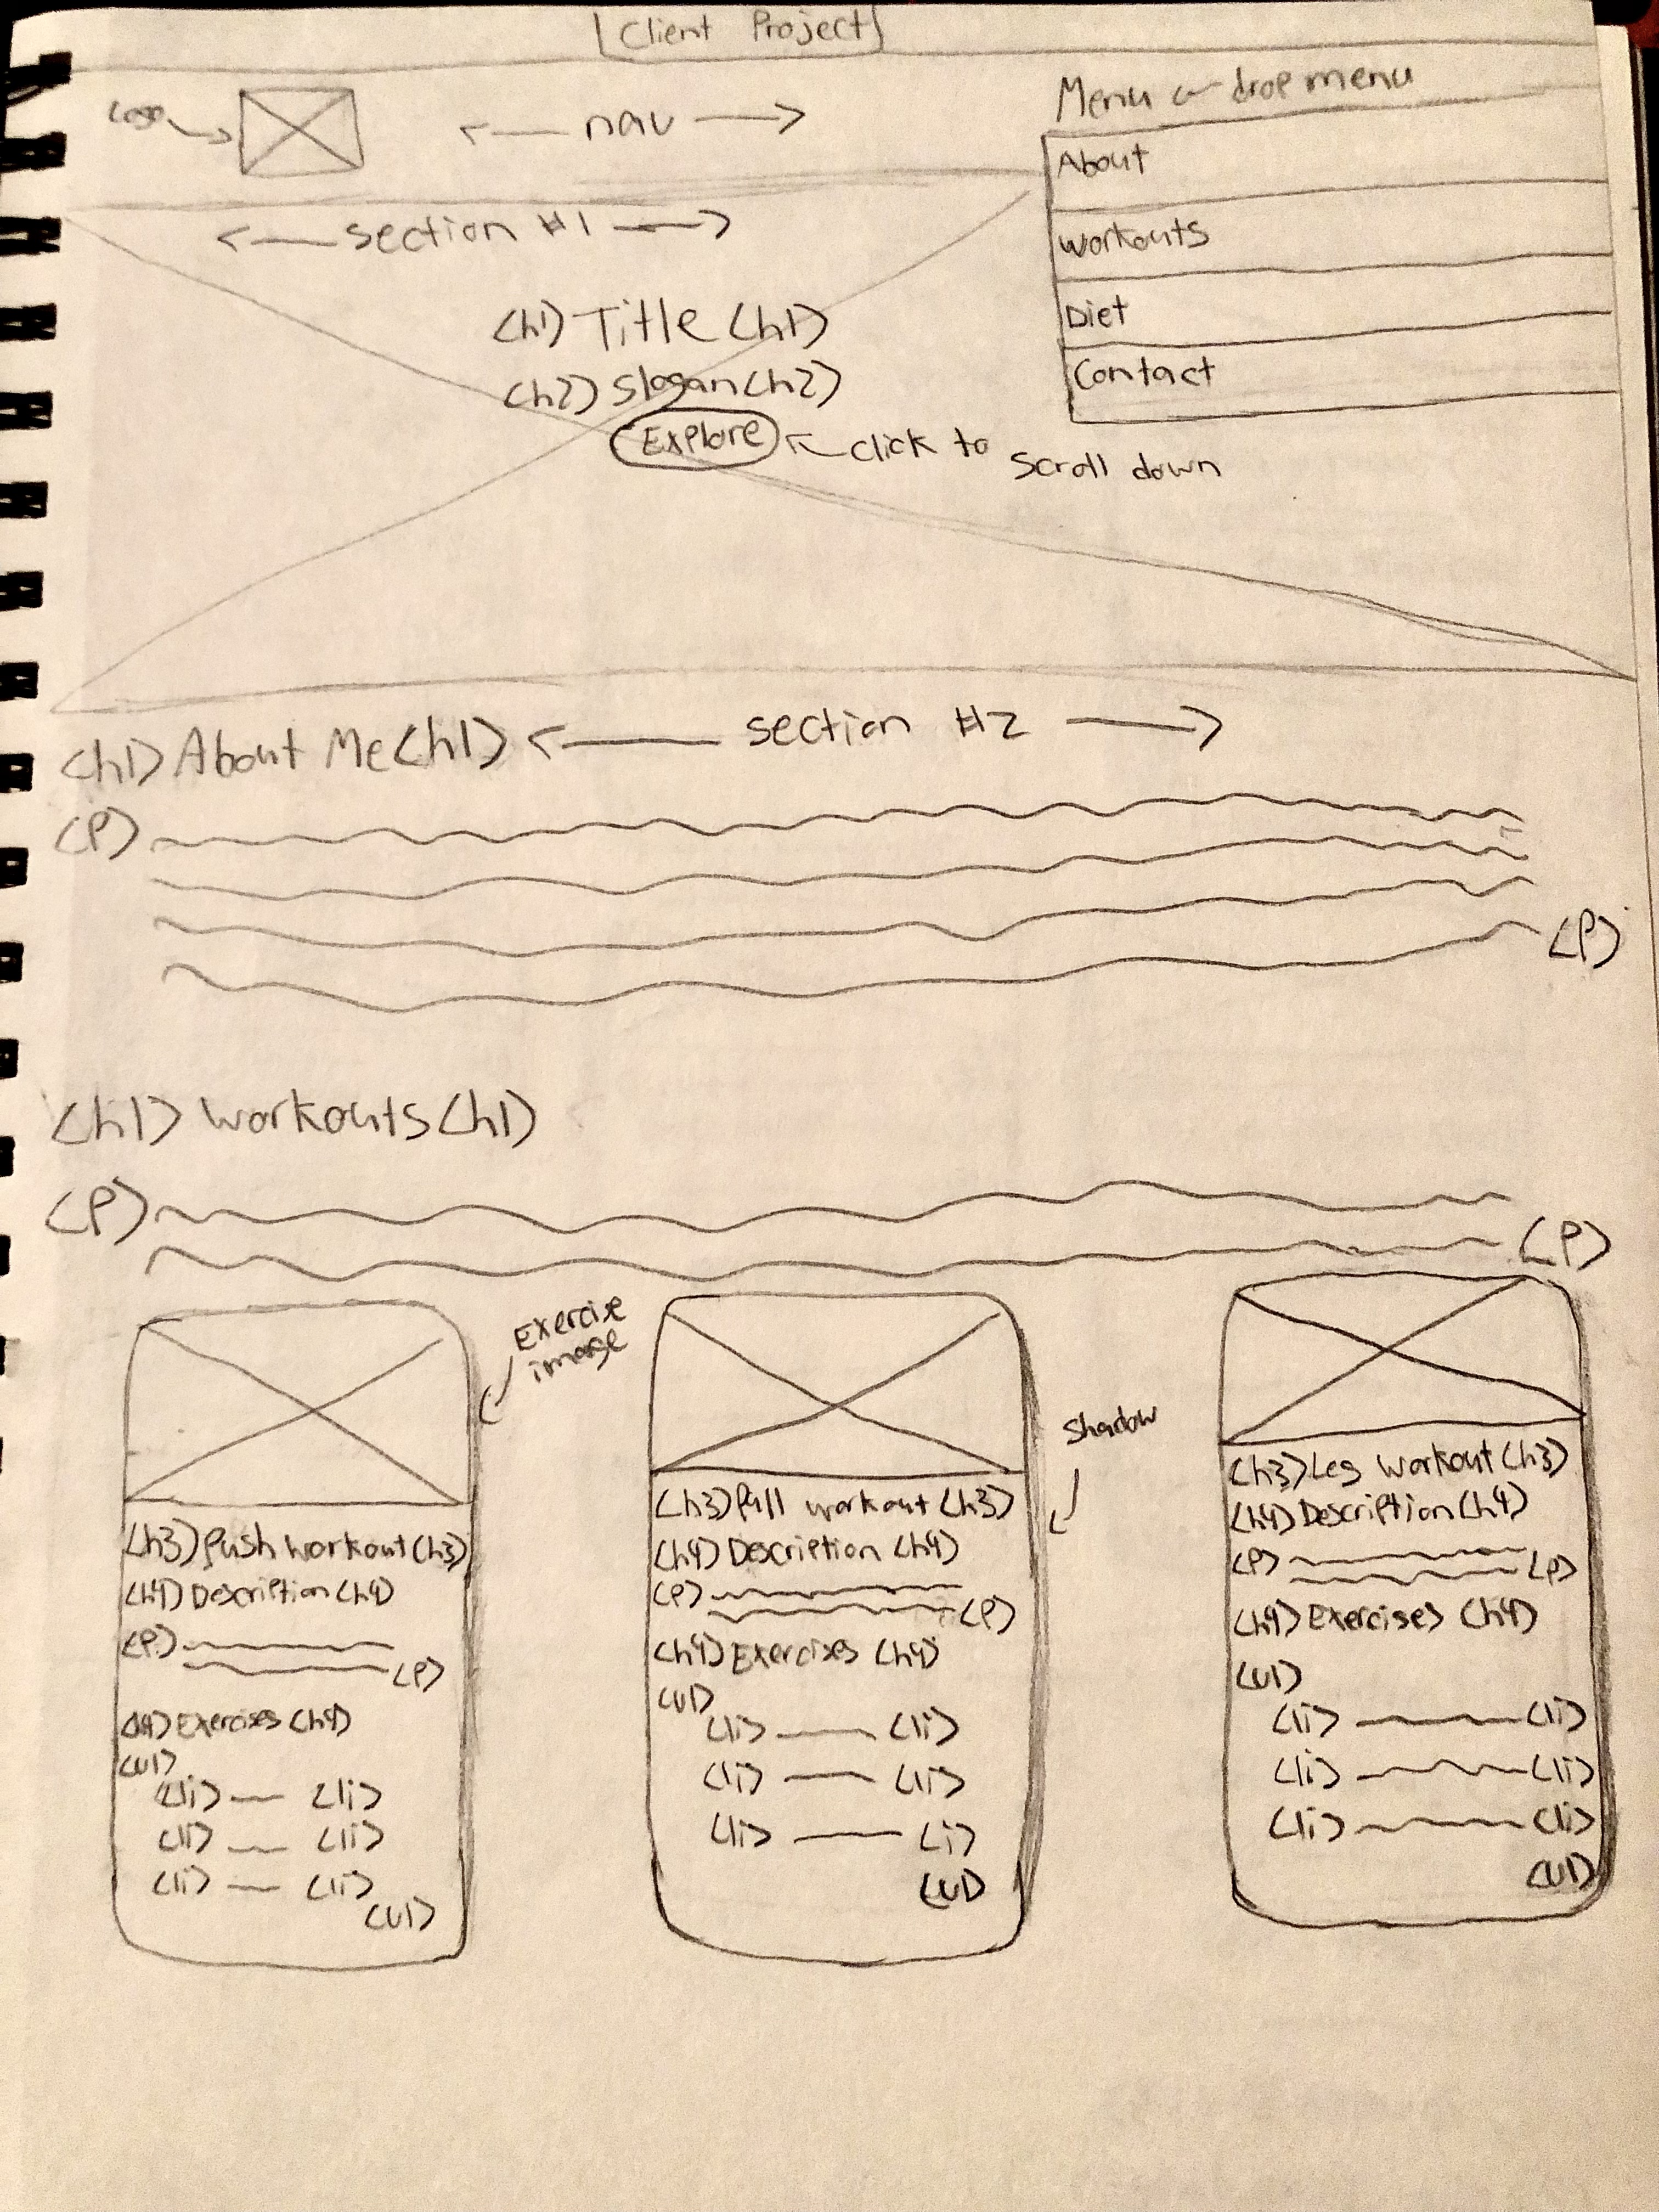 [Client Project]
Logo
nav
Menu drop menu
About
Workouts
Diet
Contact
section #1
<h1> Title <h1>
<h2> Slogan <h2>
Explore
click to
scroll down
<h1> About Me <h1>
section #2
<P>
<P>
<h1> Workouts <h1>
<P>
<P>
Exercise
image
shadow
<h3> Push Workout <h3>
<h4> Description <h4>
<P>
<P>
<h4> Exercises <h4>
<ul>
<li> <li>
<li> <li>
<li> <li>
<ul>
<h3> Pull workout <h3>
<h4> Description <h4>
<P>
<P>
<h4> Exercises <h4>
<ul>
<li> <li>
<li> <li>
<li> <li>
<ul>
<h3> Leg workout <h3>
<h4> Description <h4>
<P>
<P>
<h4> Exercises <h4>
<ul>
<li> <li>
<li> <li>
<li> <li>
<ul>